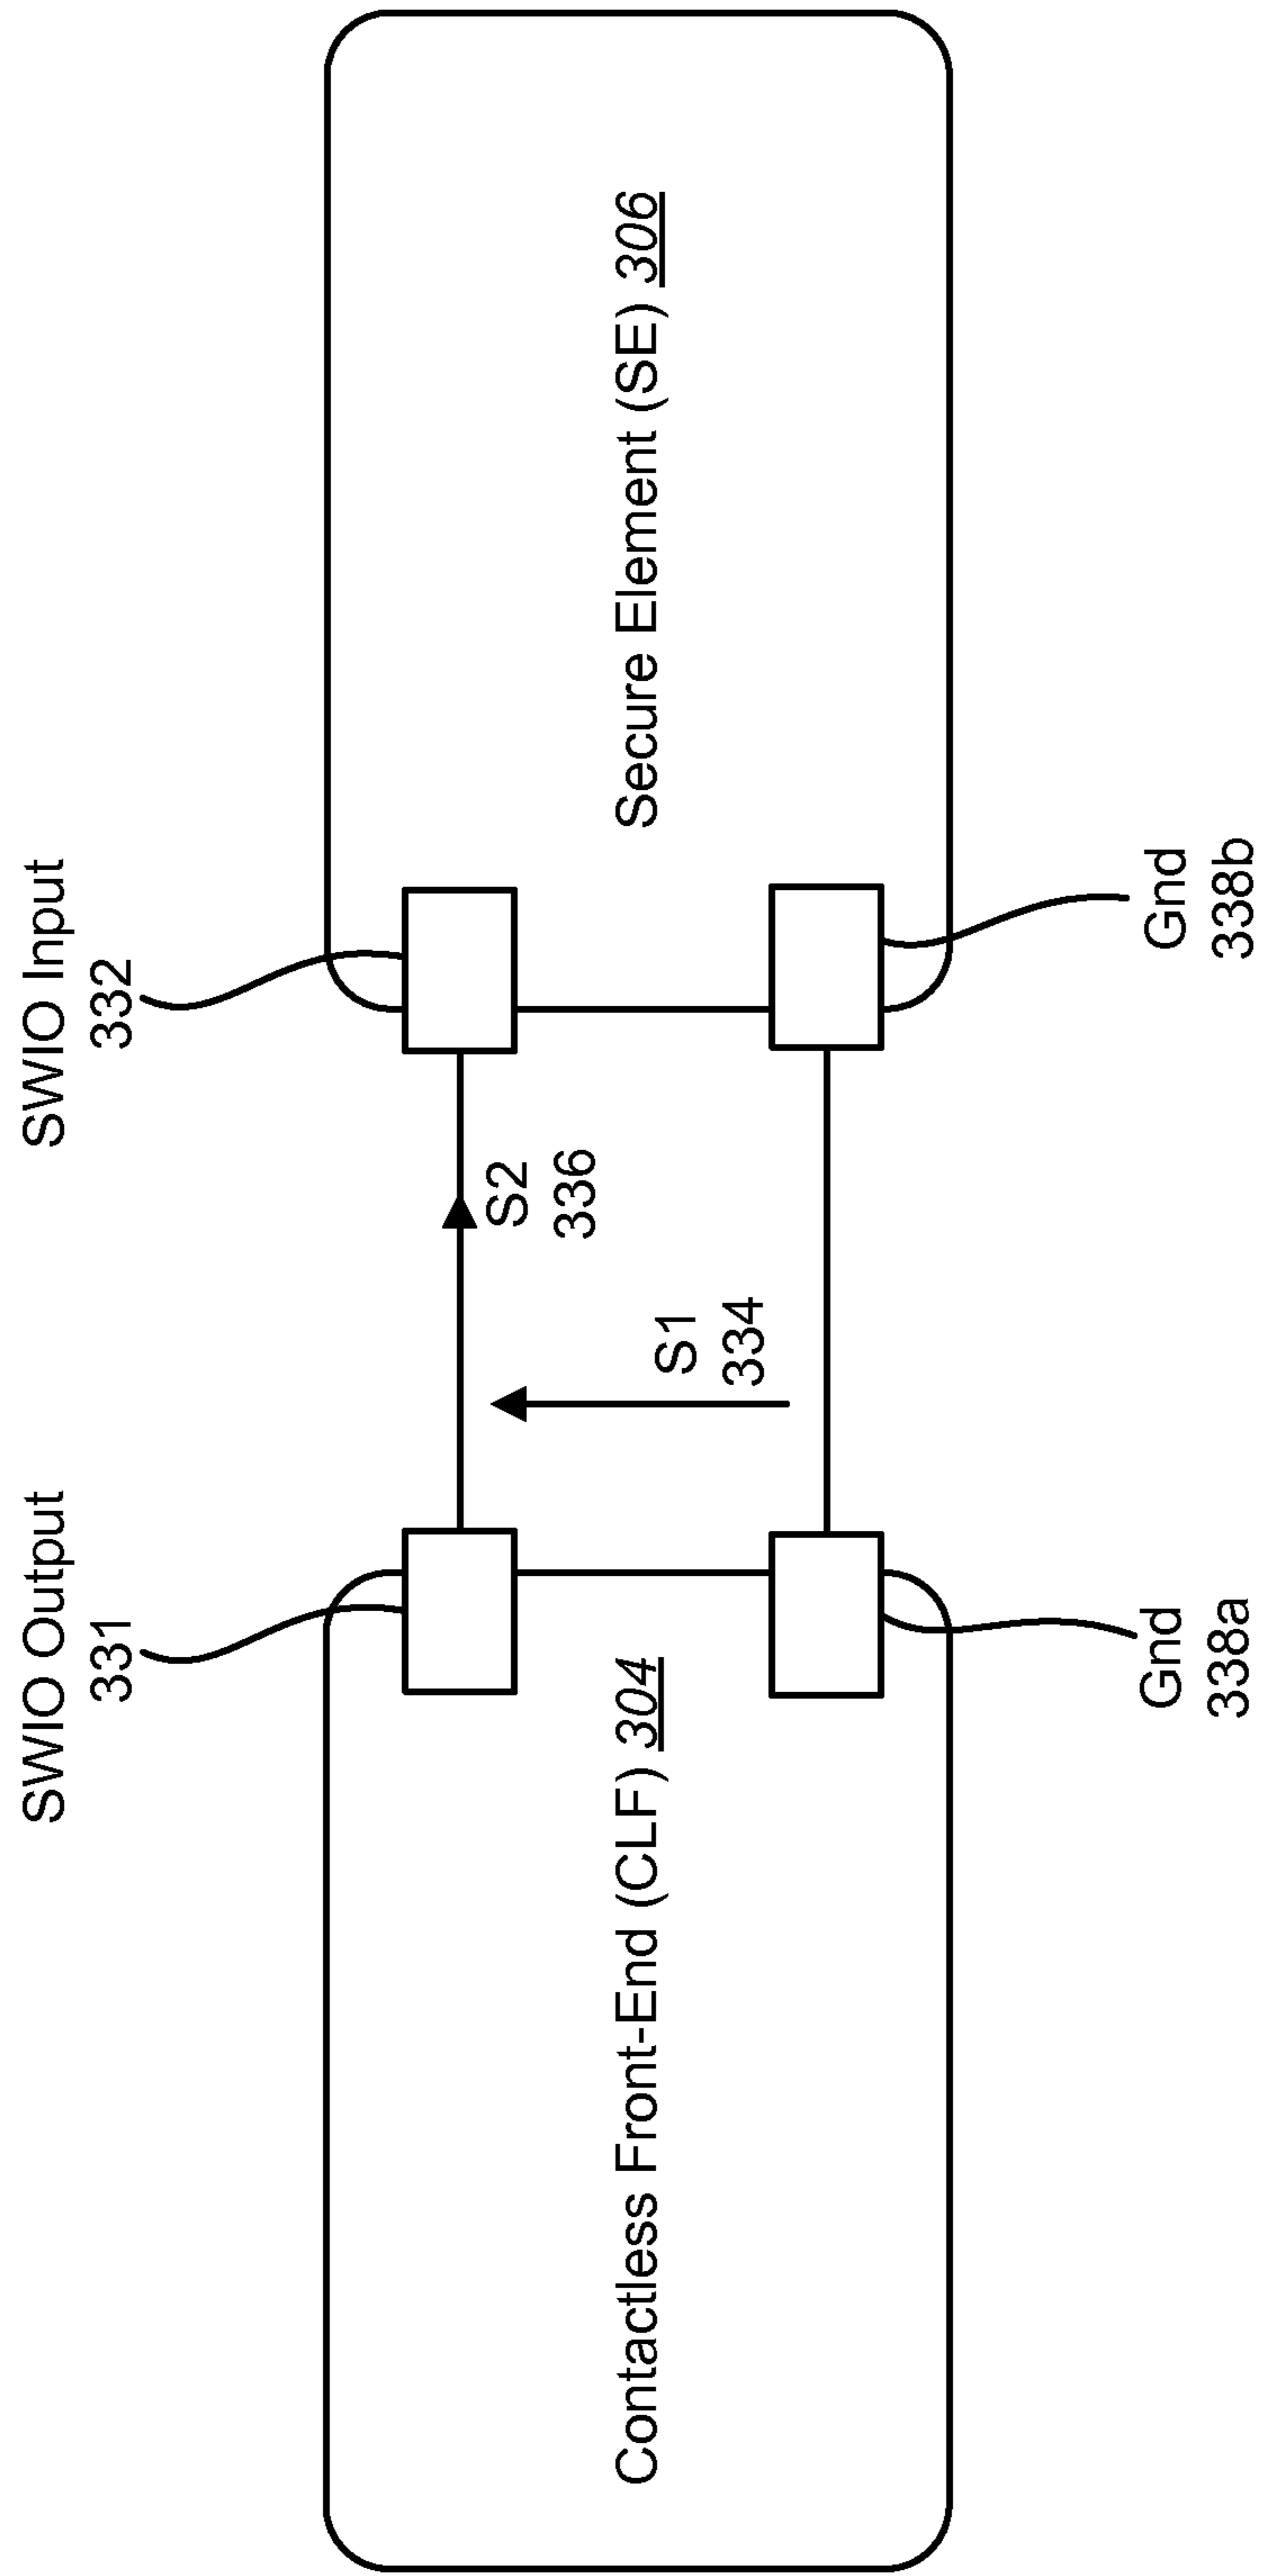 SWIO Output
331
SWIO Input
332
Contactless Front-End (CLF) 304
S1
334
S2
336
Secure Element (SE) 306
Gnd
338a
Gnd
338b